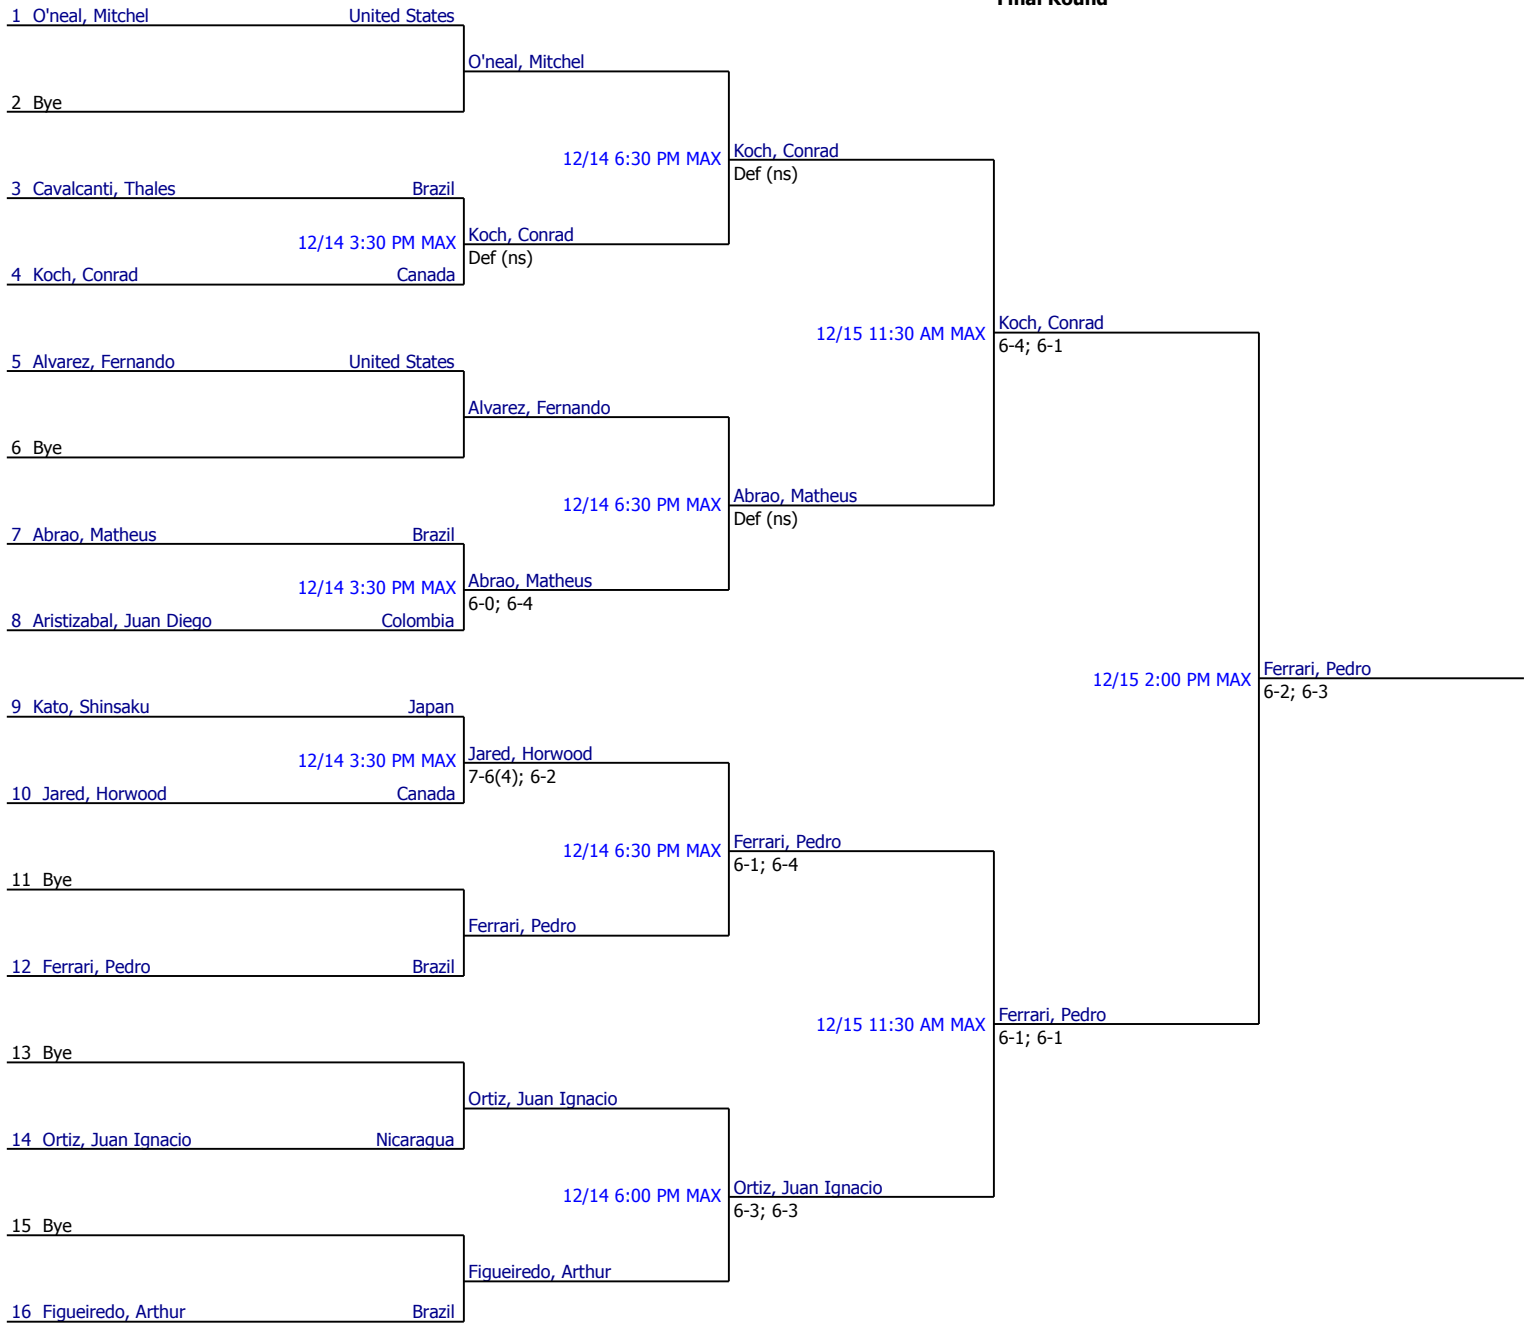 Final Round
1 O'neal, Mitchel United States
O'neal, Mitchel
2 Bye
12/14 6:30 PM MAX Koch, Conrad
Def (ns)
3 Cavalcanti, Thales Brazil
12/14 3:30 PM MAX Koch, Conrad
Def (ns)
4 Koch, Conrad Canada
12/15 11:30 AM MAX Koch, Conrad
6-4; 6-1
5 Alvarez, Fernando United States
Alvarez, Fernando
6 Bye
12/14 6:30 PM MAX Abrao, Matheus
Def (ns)
7 Abrao, Matheus Brazil
12/14 3:30 PM MAX Abrao, Matheus
6-0; 6-4
8 Aristizabal, Juan Diego Colombia
12/15 2:00 PM MAX Ferrari, Pedro
6-2; 6-3
9 Kato, Shinsaku Japan
12/14 3:30 PM MAX Jared, Horwood
7-6(4); 6-2
10 Jared, Horwood Canada
12/14 6:30 PM MAX Ferrari, Pedro
6-1; 6-4
11 Bye
Ferrari, Pedro
12 Ferrari, Pedro Brazil
12/15 11:30 AM MAX Ferrari, Pedro
6-1; 6-1
13 Bye
Ortiz, Juan Ignacio
14 Ortiz, Juan Ignacio Nicaragua
12/14 6:00 PM MAX Ortiz, Juan Ignacio
6-3; 6-3
15 Bye
Figueiredo, Arthur
16 Figueiredo, Arthur Brazil